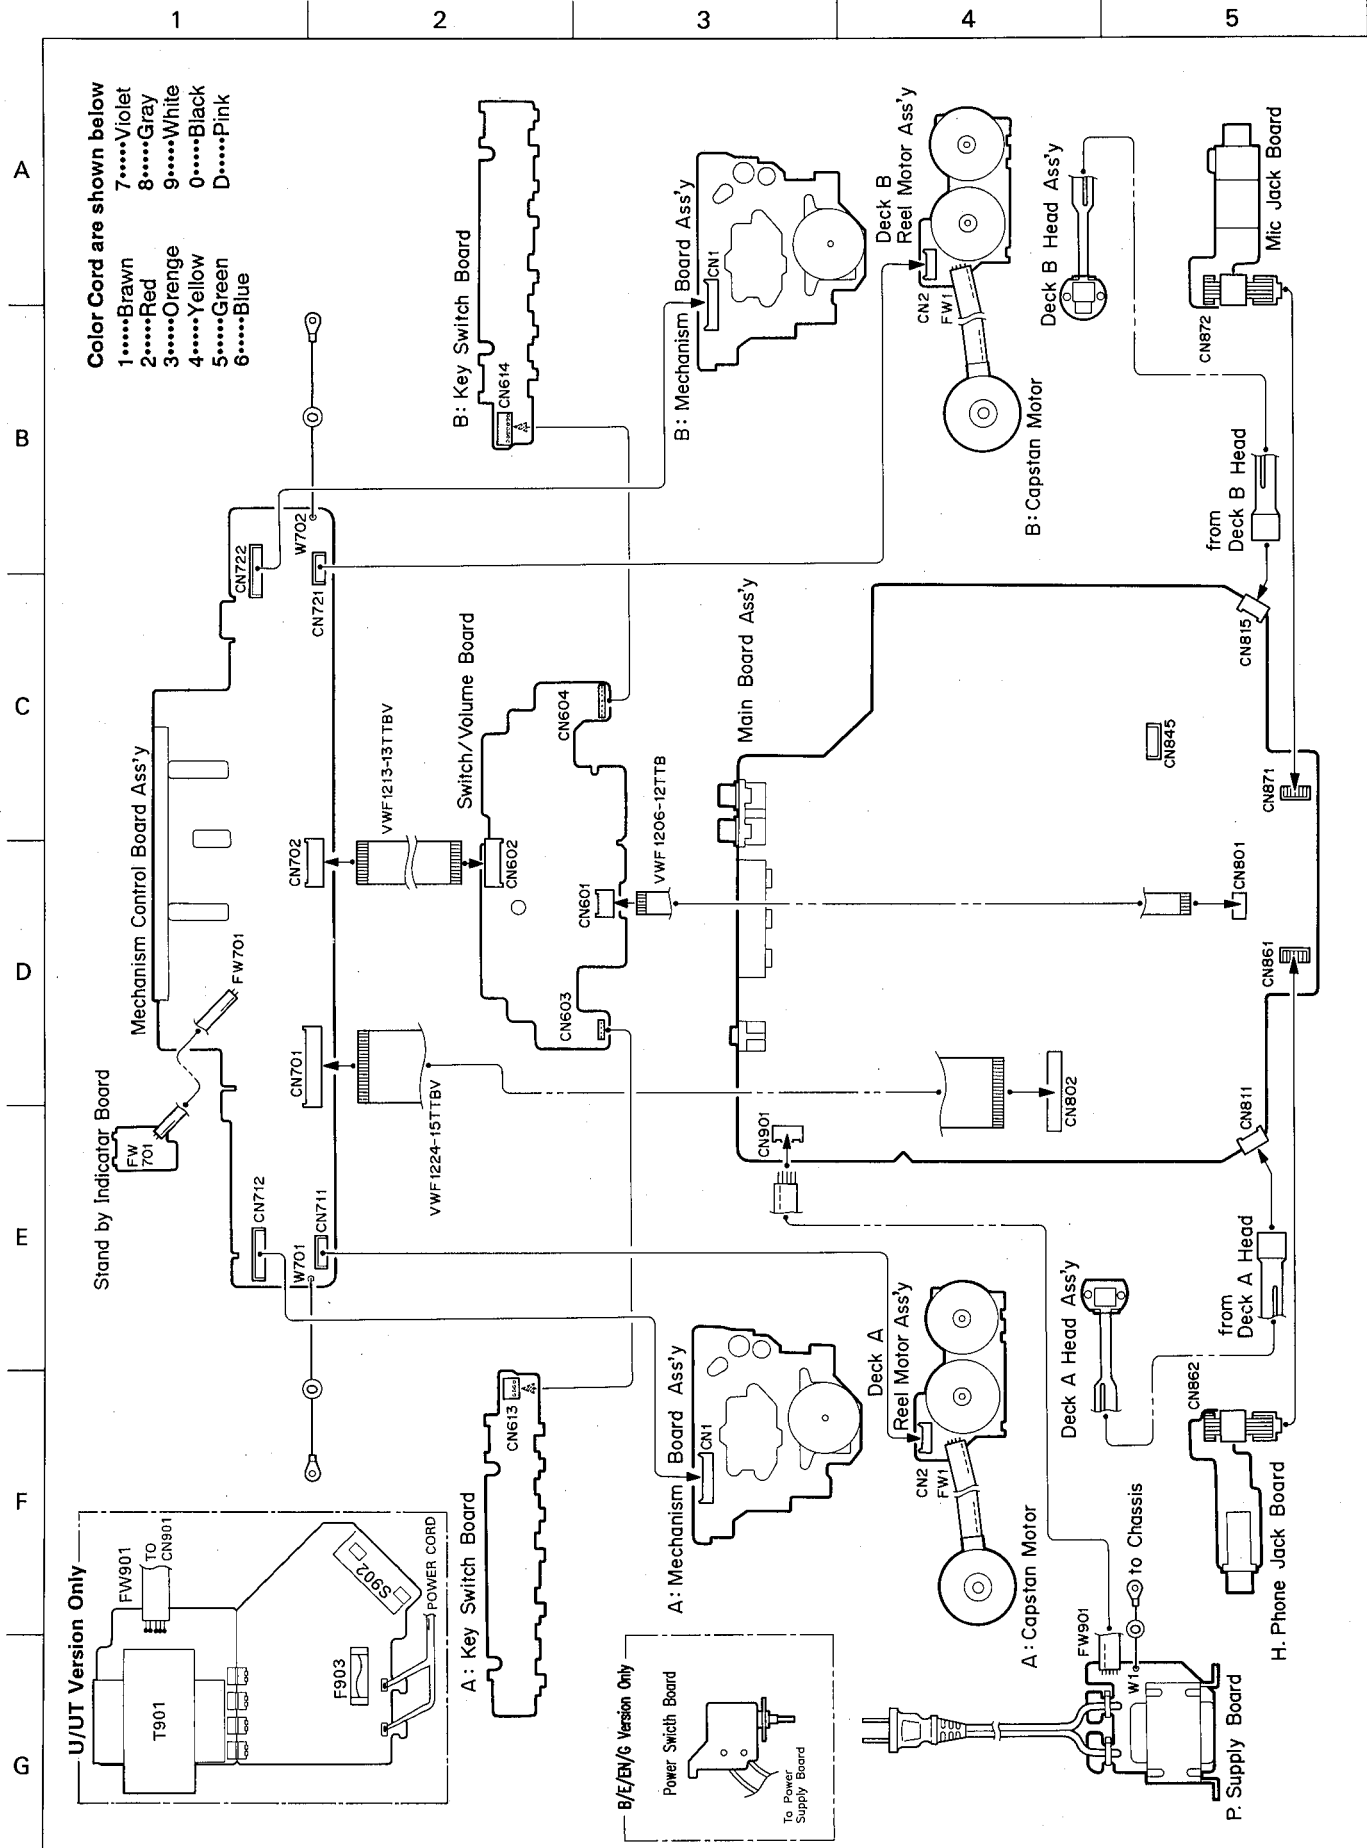 1
2
3
4
5
A
B
C
D
E
F
G
Color Cord are shown below
1•••••Brawn 7•••••Violet
2•••••Red 8•••••Gray
3•••••Orenge 9•••••White
4•••••Yellow 0•••••Black
5•••••Green D•••••Pink
6•••••Blue
Stand by Indicator Board
FW
701
FW701
Mechanism Control Board Ass'y
CN712
W701
CN711
CN701
CN702
CN722
W702
CN721
VWF1224-15TTBV
VWF1213-13TTBV
Switch/Volume Board
CN603
CN602
CN601
CN604
VWF1206-12TTB
B: Key Switch Board
CN614
B: Mechanism Board Ass'y
CN1
Deck B
Reel Motor Ass'y
CN2
FW1
B: Capstan Motor
Deck B Head Ass'y
from
Deck B Head
CN872
Mic Jack Board
Main Board Ass'y
CN901
CN802
CN811
CN861
CN801
CN871
CN845
CN815
U/UT Version Only
FW901
TO
CN901
T901
F903
S902
POWER CORD
A: Key Switch Board
CN613
B/E/EN/G Version Only
Power Swicth Board
To Power
Supply Board
A: Mechanism Board Ass'y
CN1
Deck A
Reel Motor Ass'y
CN2
FW1
A: Capstan Motor
Deck A Head Ass'y
from
Deck A Head
CN862
H. Phone Jack Board
FW901
W1
to Chassis
P. Supply Board